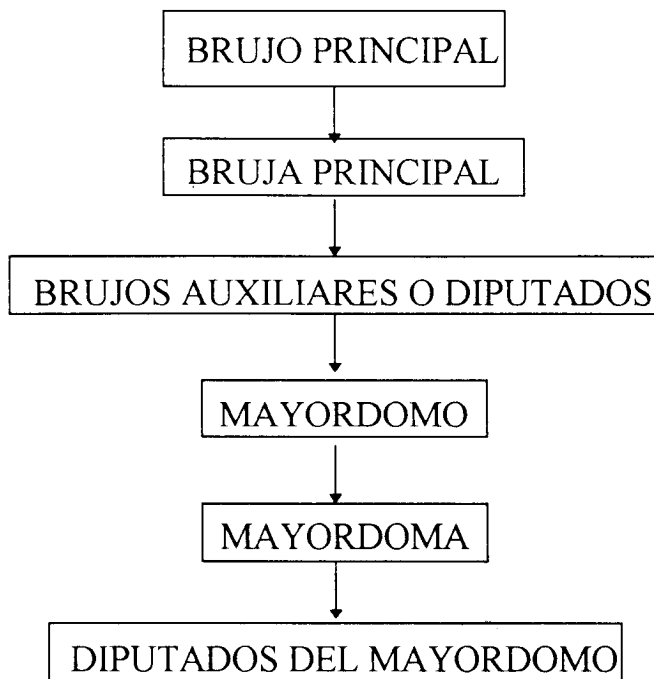 BRUJO PRINCIPAL
BRUJA PRINCIPAL
BRUJOS AUXILIARES O DIPUTADOS
MAYORDOMO
MAYORDOMA
DIPUTADOS DEL MAYORDOMO